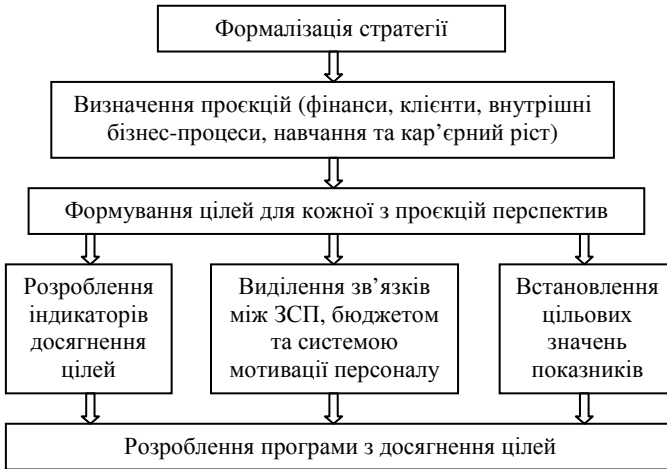 Формалізація стратегії
Визначення проєкцій (фінанси, клієнти, внутрішні
бізнес-процеси, навчання та кар’єрний ріст)
Формування цілей для кожної з проєкцій перспектив
Розроблення
індикаторів
досягнення
цілей
Виділення зв’язків
між ЗСП, бюджетом
та системою
мотивації персоналу
Встановлення
цільових
значень
показників
Розроблення програми з досягнення цілей